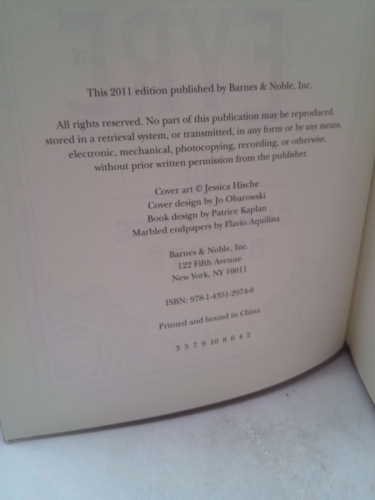 This 2011 edition published by Barnes & Noble, Inc.
All rights reserved. No part of this publication may be reproduced,
stored in a retrieval system, or transmitted, in any form or by any means,
electronic, mechanical, photocopying, recording, or otherwise,
without prior written permission from the publisher.
Cover art © Jessica Hische
Cover design by Jo Obarowski
Book design by Patrice Kaplan
Marbled endpapers by Flavio Aquilina
Barnes & Noble, Inc.
122 Fifth Avenue
New York, NY 10011
ISBN: 978-1-4351-2974-0
Printed and bound in China
3 5 7 9 10 8 6 4 2